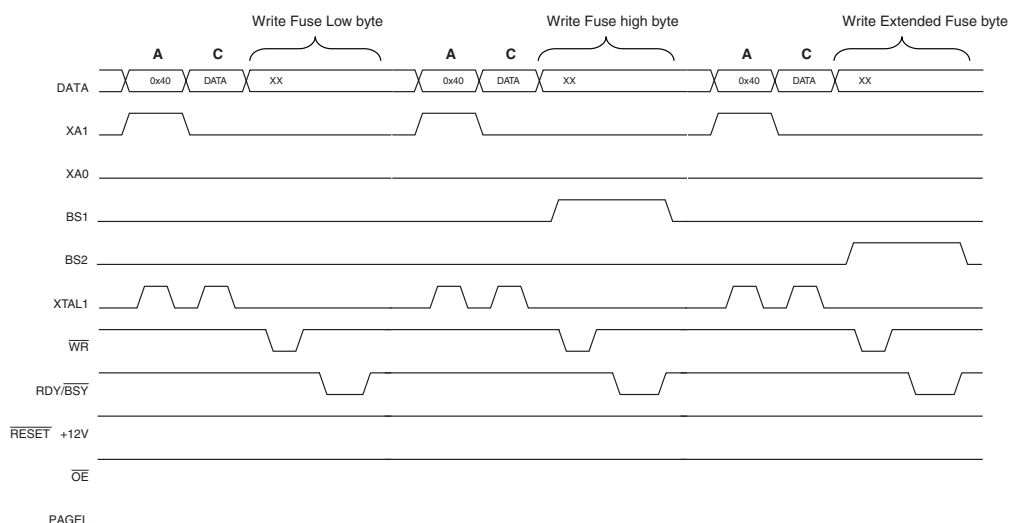 Write Fuse Low byte Write Fuse high byte Write Extended Fuse byte
A C A C A C
DATA 0x40 DATA XX 0x40 DATA XX 0x40 DATA XX
XA1
XA0
BS1
BS2
XTAL1
WR
RDY/BSY
RESET +12V
OE
PAGEL